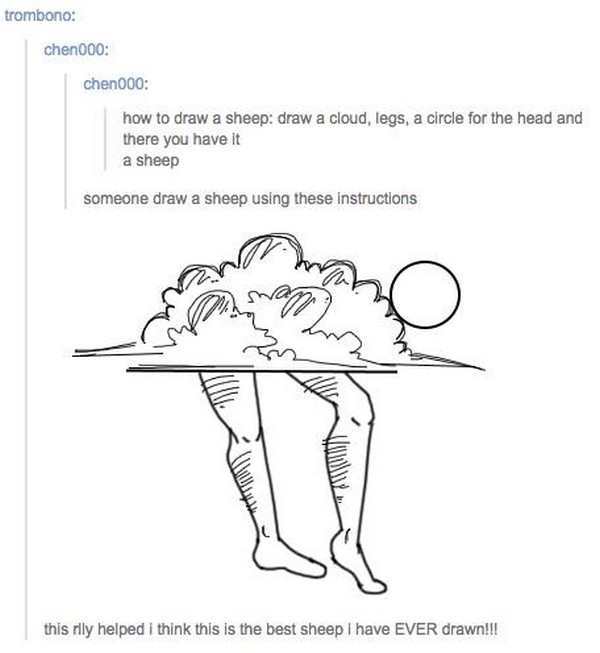 trombono:
chen000:
chen000:
how to draw a sheep: draw a cloud, legs, a circle for the head and
there you have it
a sheep
someone draw a sheep using these instructions
this rlly helped i think this is the best sheep i have EVER drawn!!!